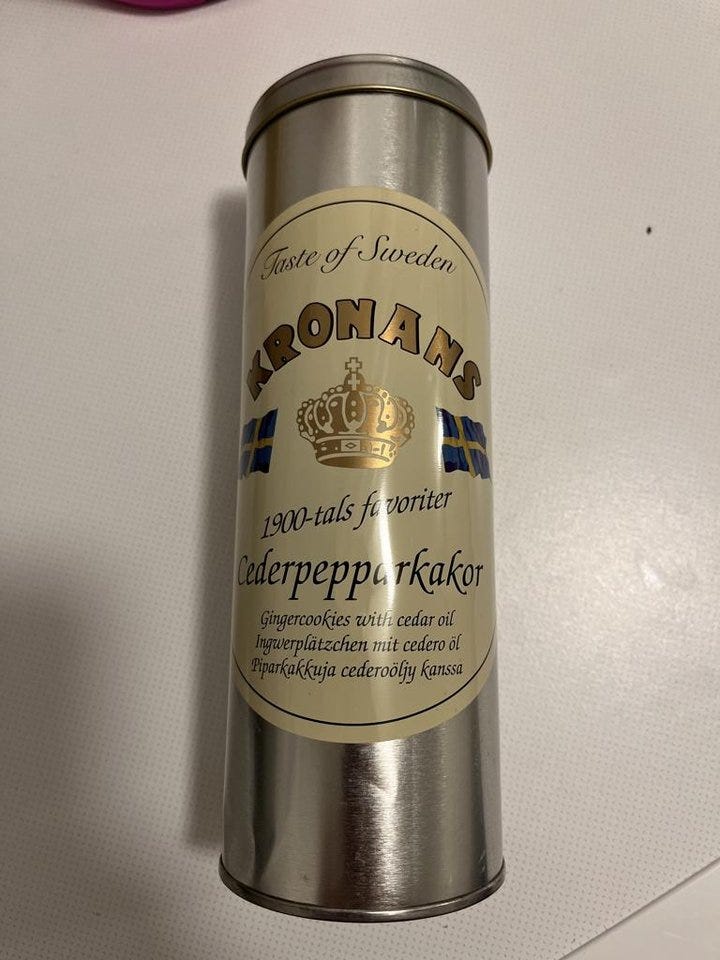 Taste of Sweden
KRONANS
1900-tals favoriter
Cederpepparkakor
Gingercookies with cedar oil
Ingwerplätzchen mit cedero öl
Piparkakkuja cederoöljy kanssa